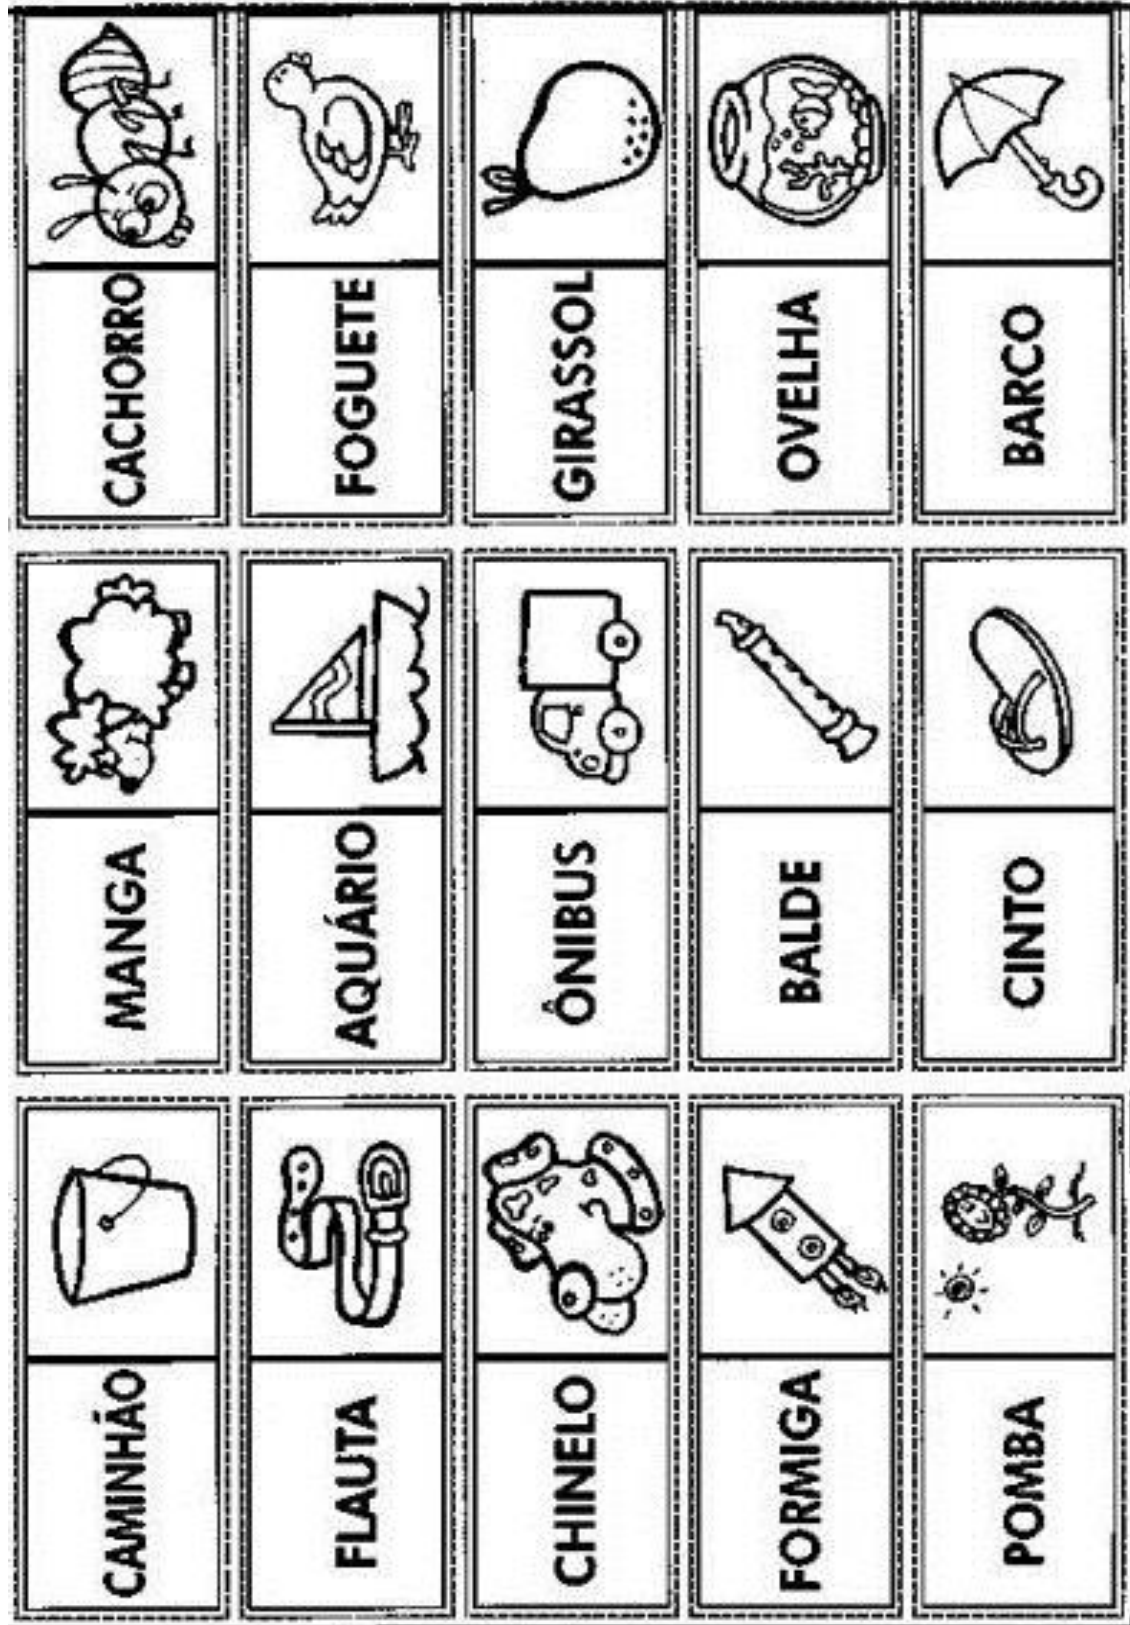 CAMINHÃO
MANGA
CACHORRO
FLAUTA
AQUÁRIO
FOGUETE
CHINELO
ÔNIBUS
GIRASSOL
FORMIGA
BALDE
OVELHA
POMBA
CINTO
BARCO